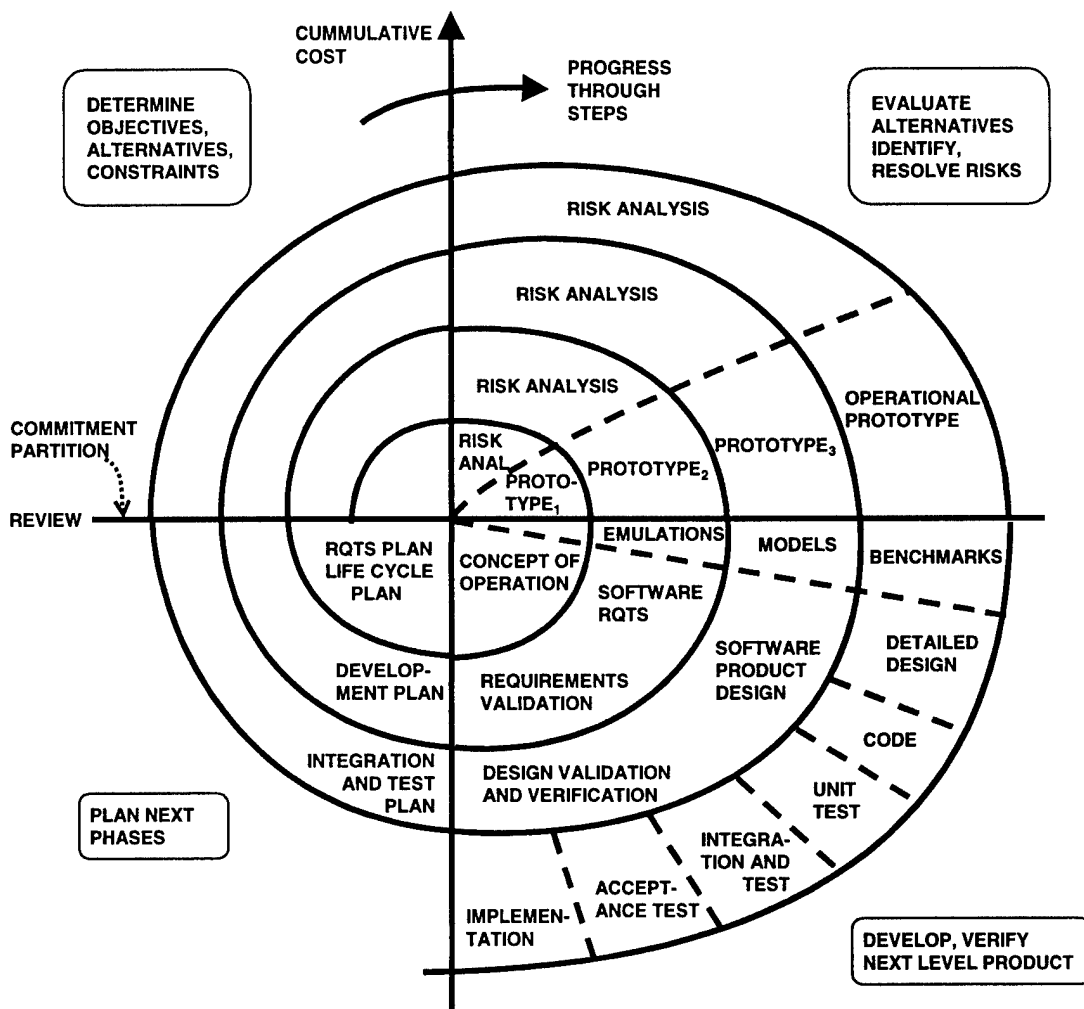 CUMMULATIVE
COST
PROGRESS
THROUGH
STEPS
DETERMINE
OBJECTIVES,
ALTERNATIVES,
CONSTRAINTS
EVALUATE
ALTERNATIVES
IDENTIFY,
RESOLVE RISKS
RISK ANALYSIS
RISK ANALYSIS
RISK ANALYSIS
RISK
ANAL
OPERATIONAL
PROTOTYPE
PROTOTYPE₃
PROTOTYPE₂
PROTO-
TYPE₁
COMMITMENT
PARTITION
REVIEW
EMULATIONS
MODELS
BENCHMARKS
RQTS PLAN
LIFE CYCLE
PLAN
CONCEPT OF
OPERATION
SOFTWARE
RQTS
SOFTWARE
PRODUCT
DESIGN
DETAILED
DESIGN
DEVELOP-
MENT PLAN
REQUIREMENTS
VALIDATION
CODE
INTEGRATION
AND TEST
PLAN
DESIGN VALIDATION
AND VERIFICATION
UNIT
TEST
PLAN NEXT
PHASES
INTEGRA-
TION AND
TEST
ACCEPT-
ANCE TEST
IMPLEMEN-
TATION
DEVELOP, VERIFY
NEXT LEVEL PRODUCT